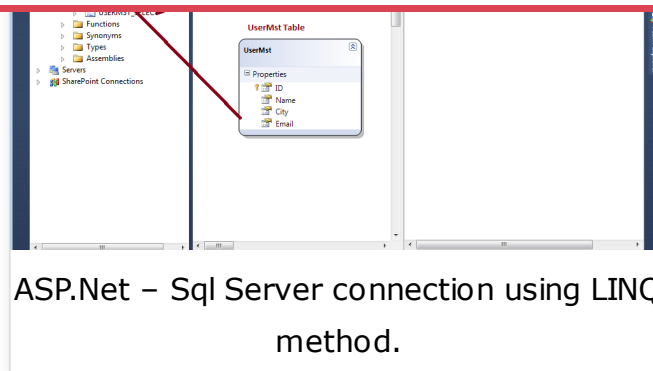 USERMST_SELEC
Functions
Synonyms
Types
Assemblies
Servers
SharePoint Connections
UserMst Table
UserMst
Properties
ID
Name
City
Email
ASP.Net – Sql Server connection using LINQ
method.